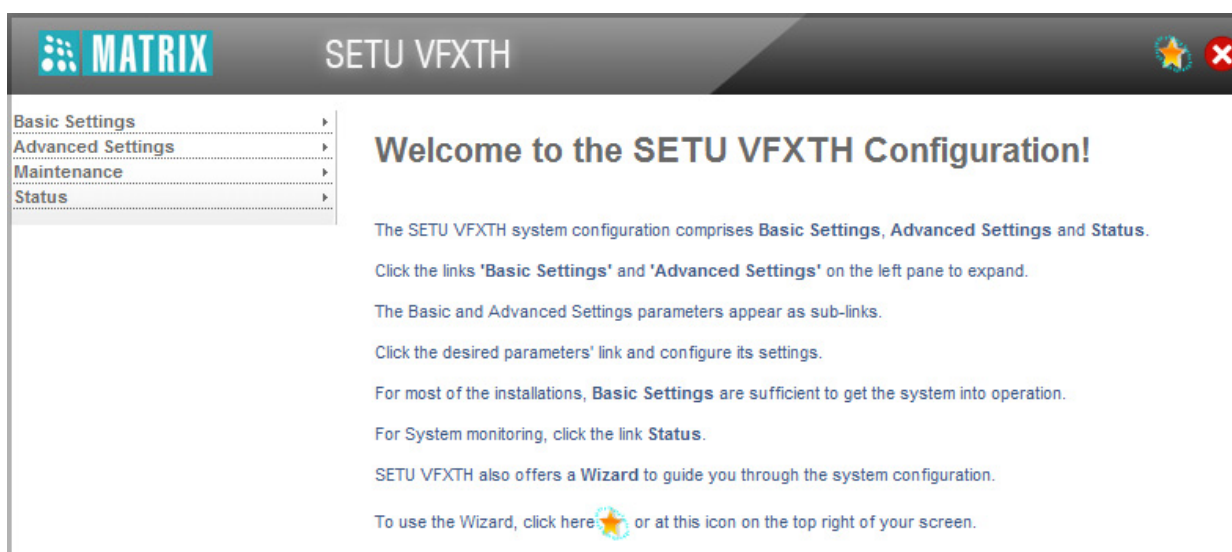 MATRIX SETU VFXTH
Basic Settings
Advanced Settings
Maintenance
Status
Welcome to the SETU VFXTH Configuration!
The SETU VFXTH system configuration comprises Basic Settings, Advanced Settings and Status.
Click the links 'Basic Settings' and 'Advanced Settings' on the left pane to expand.
The Basic and Advanced Settings parameters appear as sub-links.
Click the desired parameters' link and configure its settings.
For most of the installations, Basic Settings are sufficient to get the system into operation.
For System monitoring, click the link Status.
SETU VFXTH also offers a Wizard to guide you through the system configuration.
To use the Wizard, click here or at this icon on the top right of your screen.